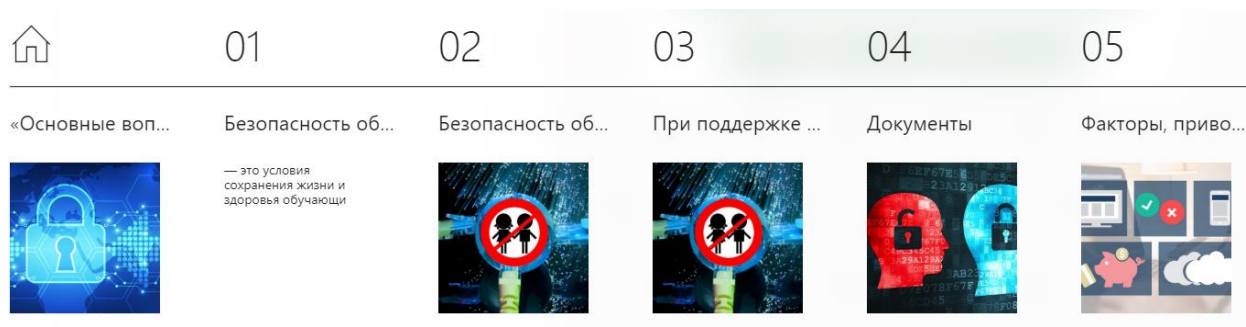 01 02 03 04 05
«Основные воп... Безопасность об... Безопасность об... При поддержке ... Документы Факторы, приво...
— это условия
сохранения жизни и
здоровья обучающи